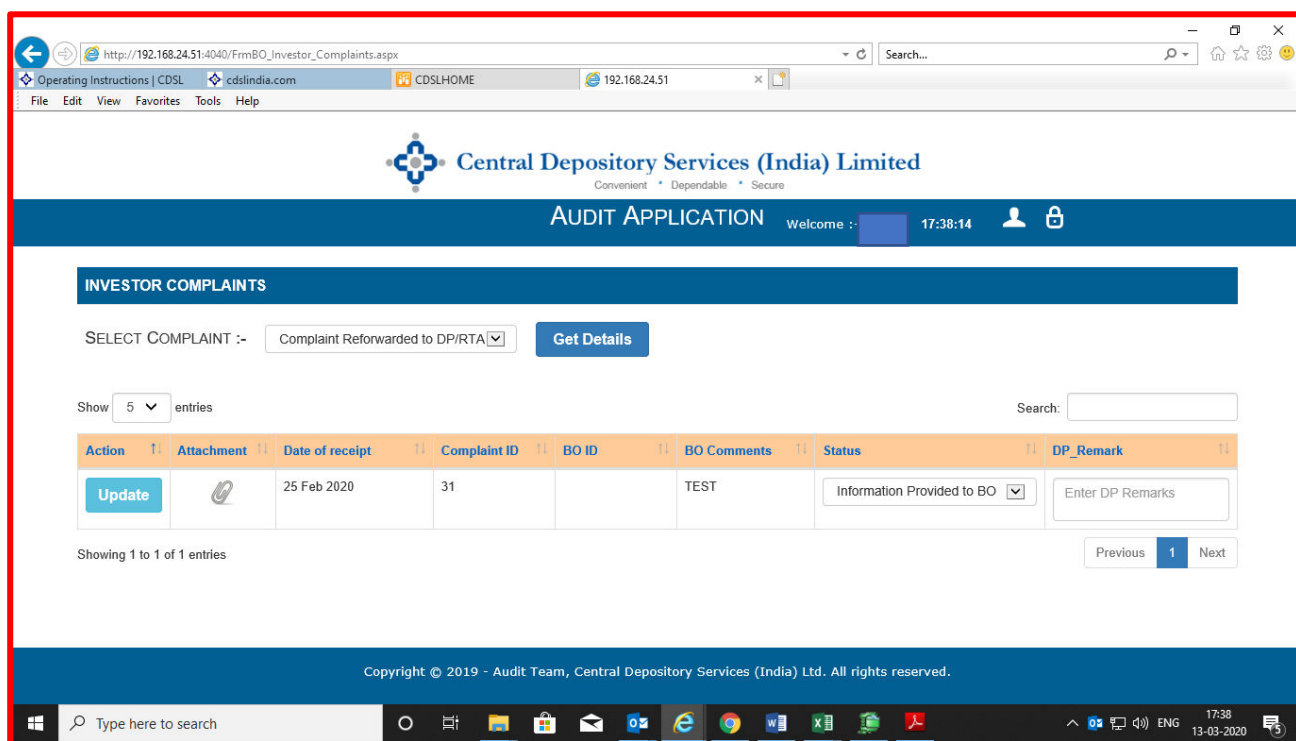 http://192.168.24.51:4040/FrmBO_Investor_Complaints.aspx
Search...
Operating Instructions | CDSL
cdslindia.com
CDSLHOME
192.168.24.51
File Edit View Favorites Tools Help
Central Depository Services (India) Limited
Convenient * Dependable * Secure
AUDIT APPLICATION Welcome :- 17:38:14
INVESTOR COMPLAINTS
SELECT COMPLAINT :- Complaint Reforwarded to DP/RTA Get Details
Show 5 entries Search:
Action Attachment Date of receipt Complaint ID BO ID BO Comments Status DP_Remark
Update 25 Feb 2020 31 TEST Information Provided to BO Enter DP Remarks
Showing 1 to 1 of 1 entries Previous 1 Next
Copyright © 2019 - Audit Team, Central Depository Services (India) Ltd. All rights reserved.
Type here to search ENG 17:38
13-03-2020 5